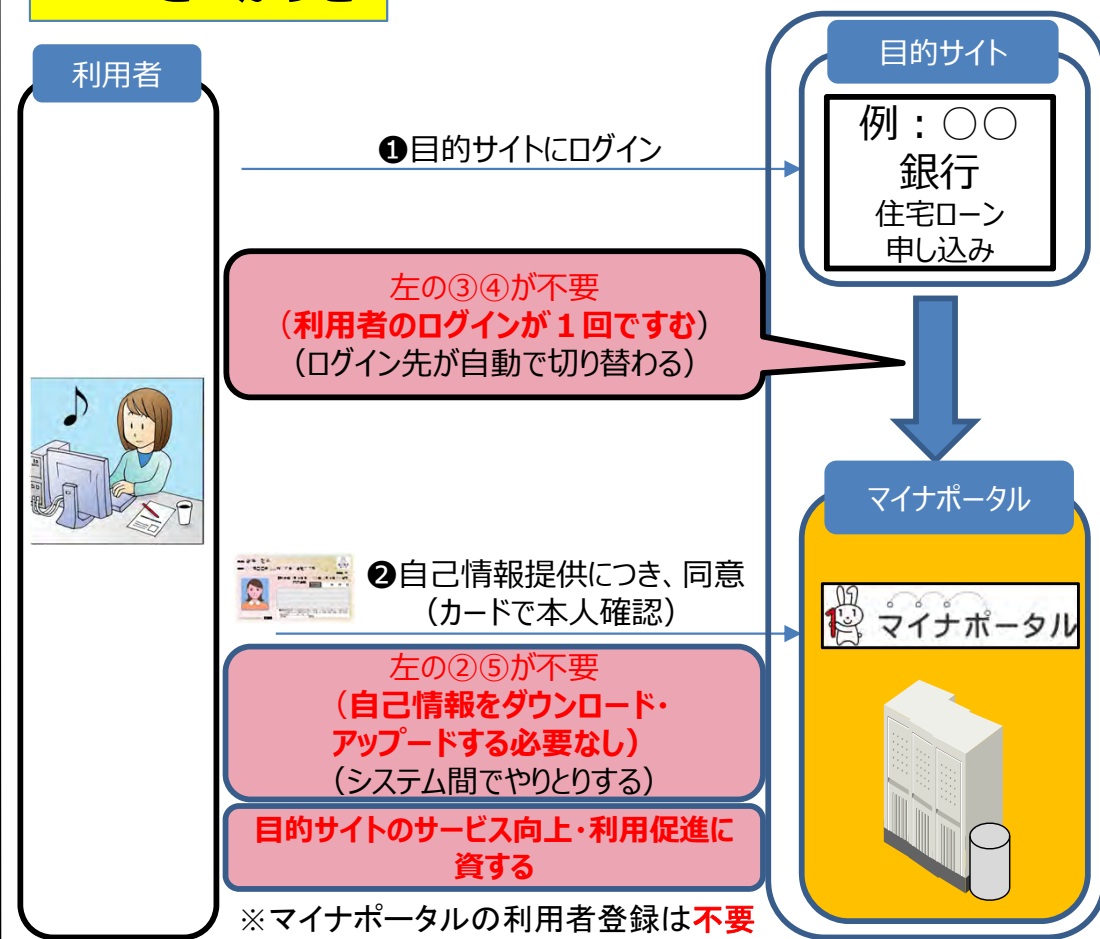 利用者
目的サイト
例：○○
銀行
住宅ローン
申し込み
❶目的サイトにログイン
左の③④が不要
（利用者のログインが１回ですむ）
（ログイン先が自動で切り替わる）
マイナポータル
❷自己情報提供につき、同意
（カードで本人確認）
マイナポータル
左の②⑤が不要
（自己情報をダウンロード・
アップードする必要なし）
（システム間でやりとりする）
目的サイトのサービス向上・利用促進に
資する
※マイナポータルの利用者登録は不要